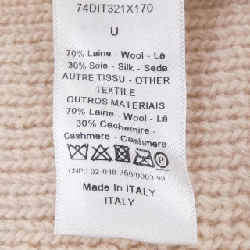 74DIT321X170
U
70% Laine - Wool - Lã
30% Soie - Silk - Seda
AUTRE TISSU - OTHER
TEXTILE
OUTROS MATERIAIS
70% Laine - Wool - Lã
30% Cachemire -
Cashmere - Cashmere
Made in ITALY
ITALY